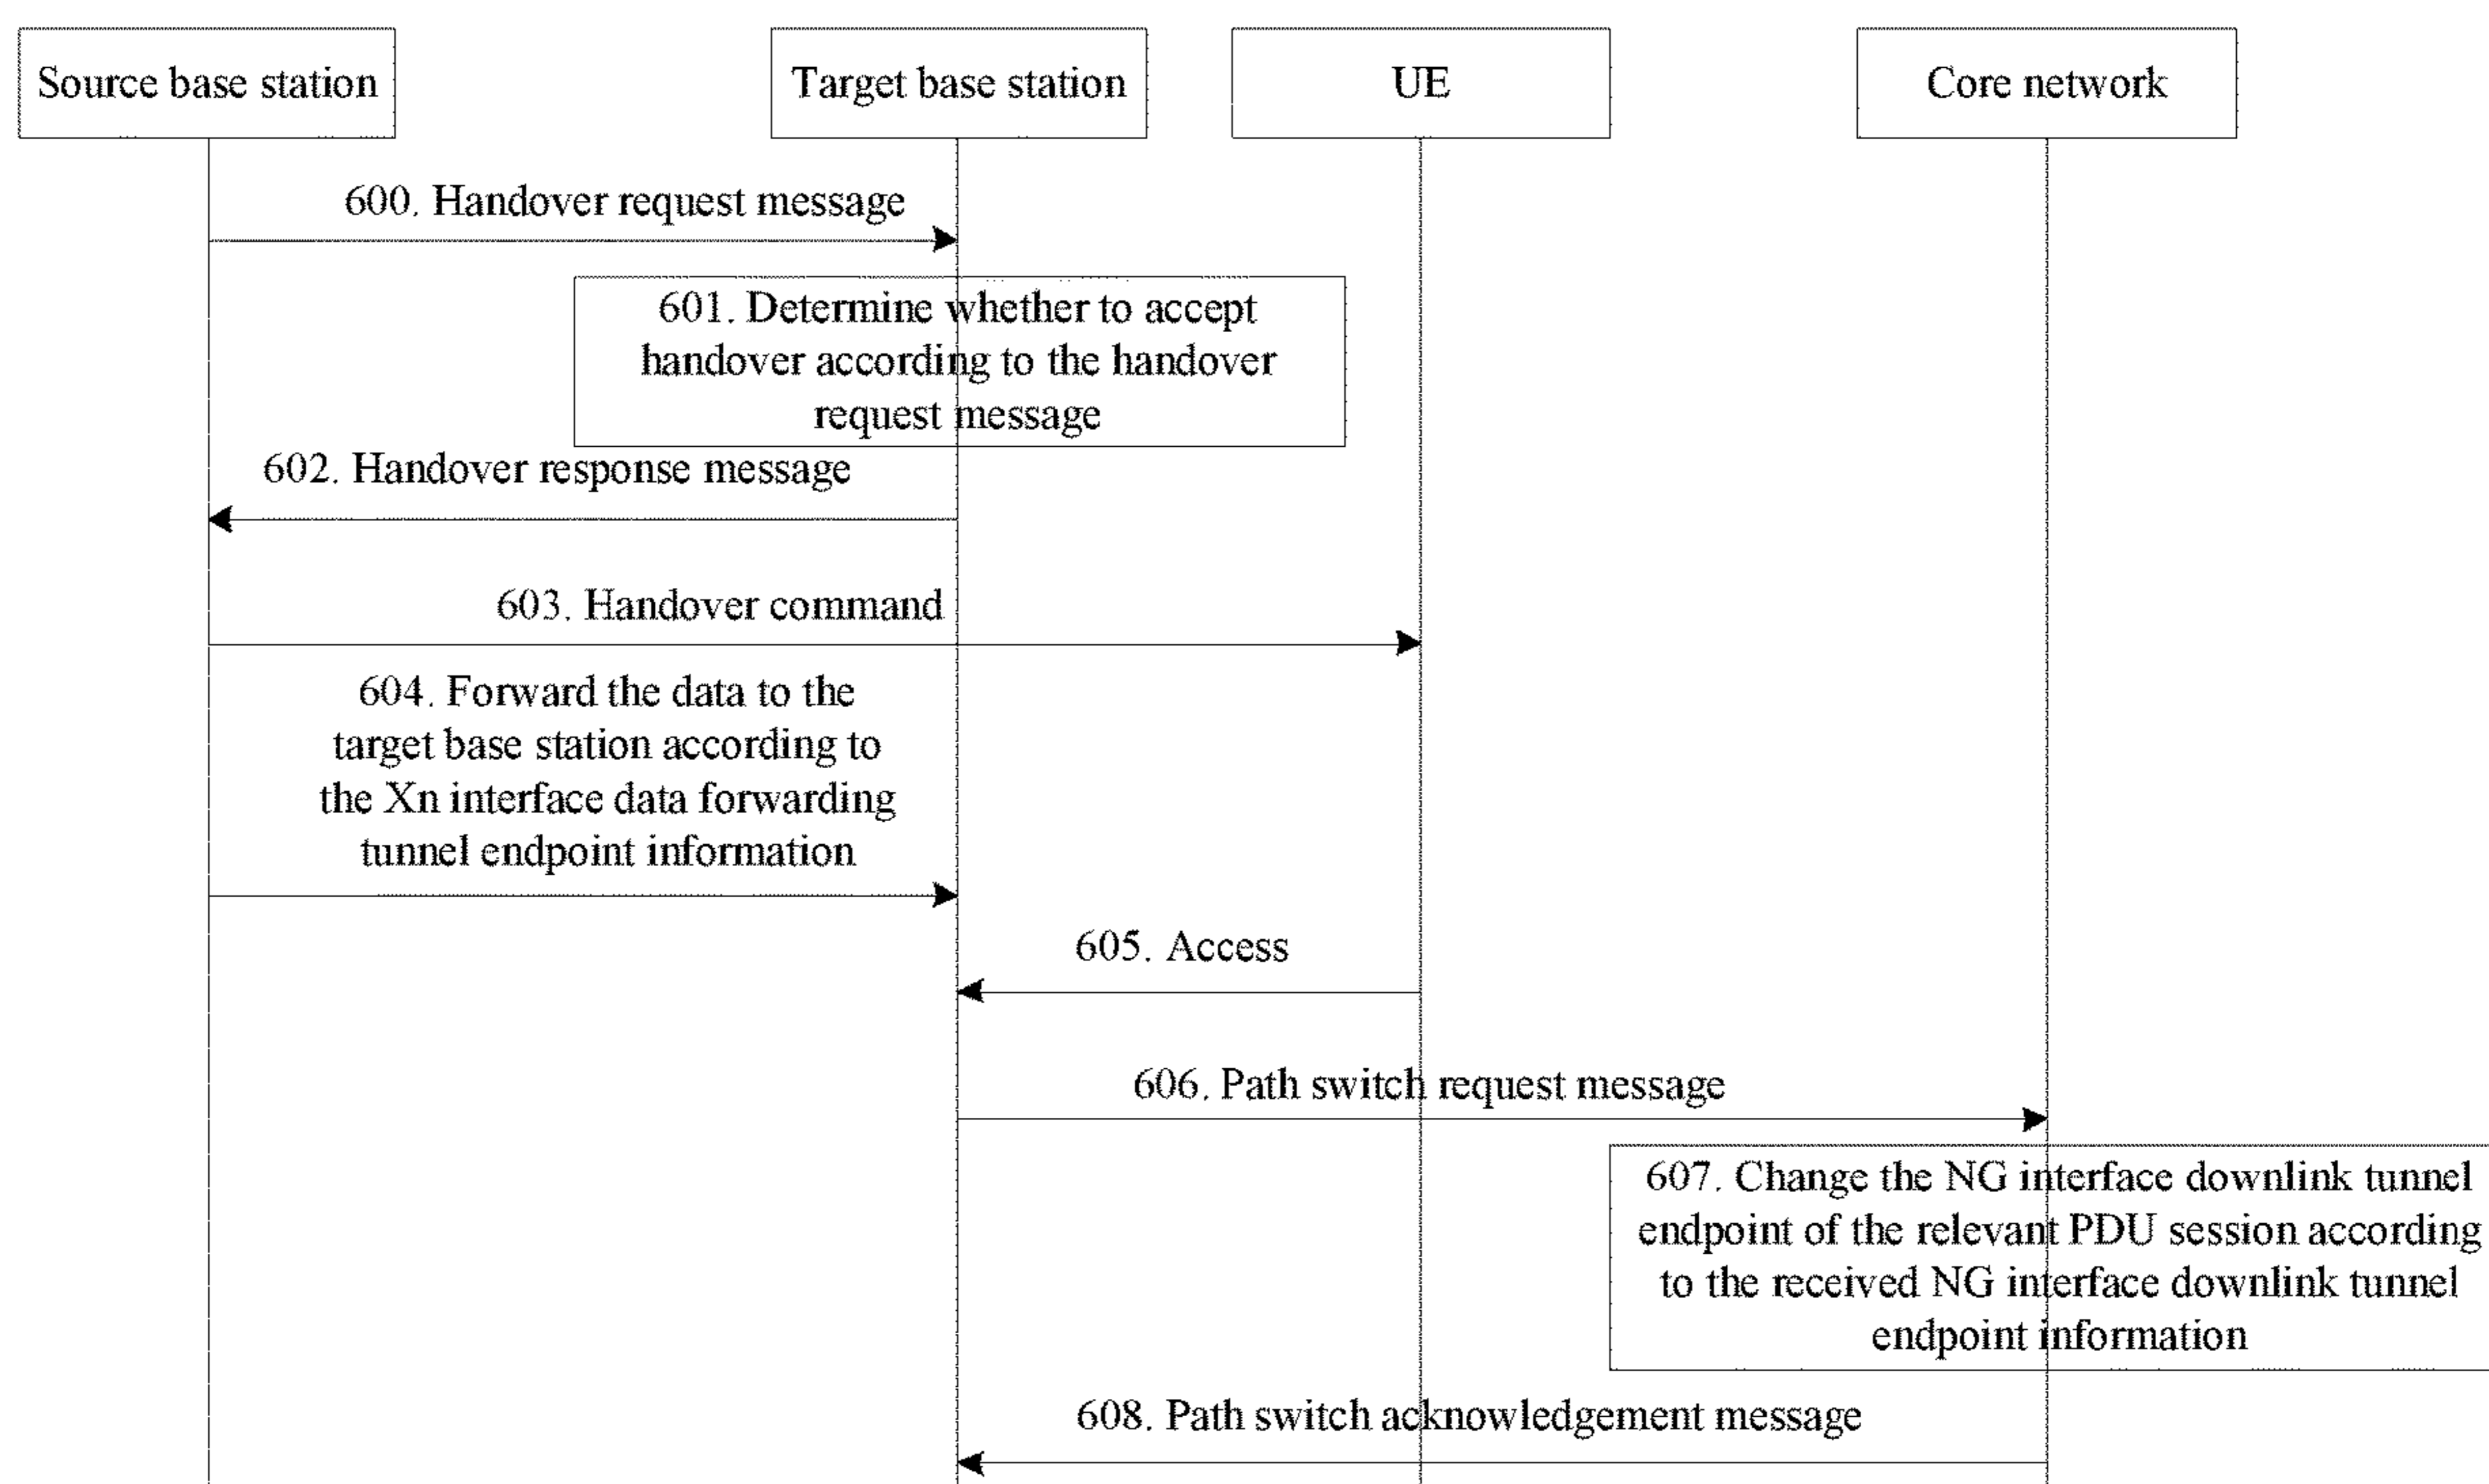 Source base station
Target base station
UE
Core network
600. Handover request message
601. Determine whether to accept
handover according to the handover
request message
602. Handover response message
603. Handover command
604. Forward the data to the
target base station according to
the Xn interface data forwarding
tunnel endpoint information
605. Access
606. Path switch request message
607. Change the NG interface downlink tunnel
endpoint of the relevant PDU session according
to the received NG interface downlink tunnel
endpoint information
608. Path switch acknowledgement message